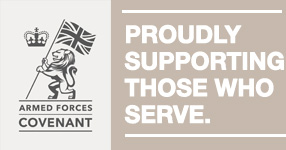 ARMED FORCES
COVENANT
PROUDLY
SUPPORTING
THOSE WHO
SERVE.